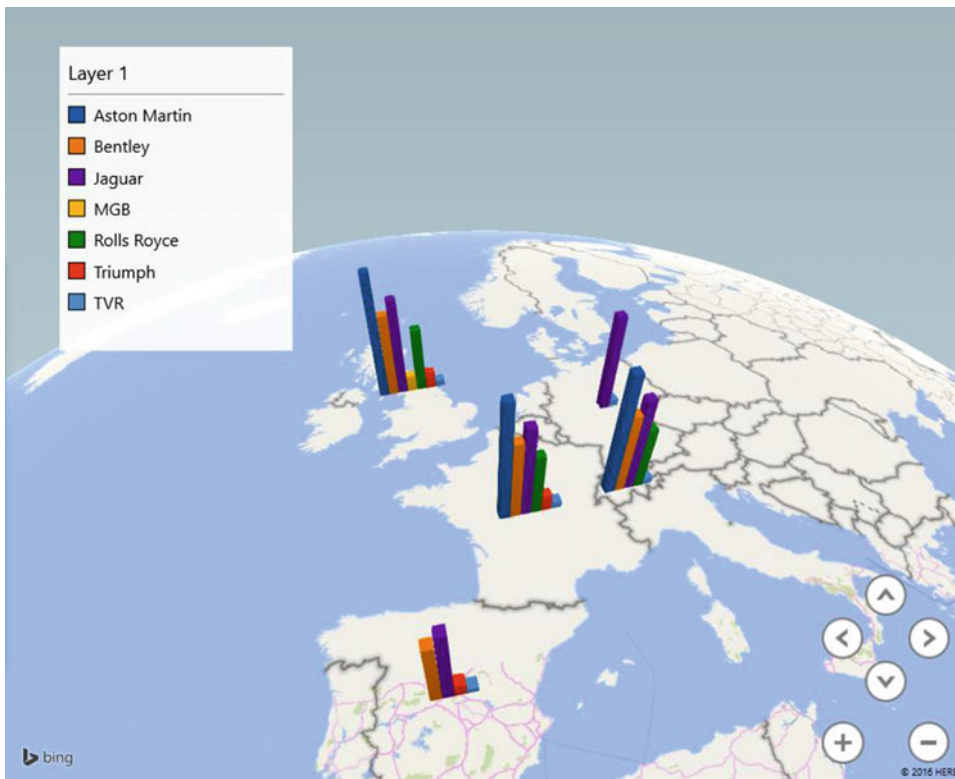 Layer 1
Aston Martin
Bentley
Jaguar
MGB
Rolls Royce
Triumph
TVR
bing
© 2016 HERE